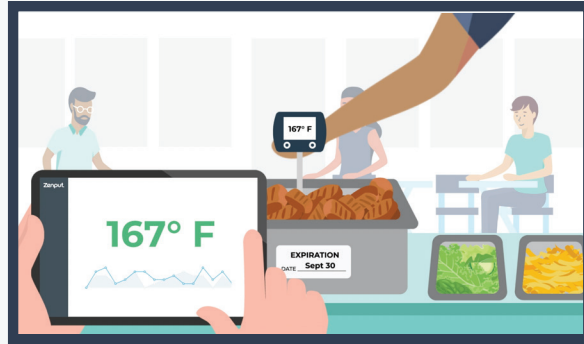 167° F
Zenput
167° F
EXPIRATION
DATE Sept 30